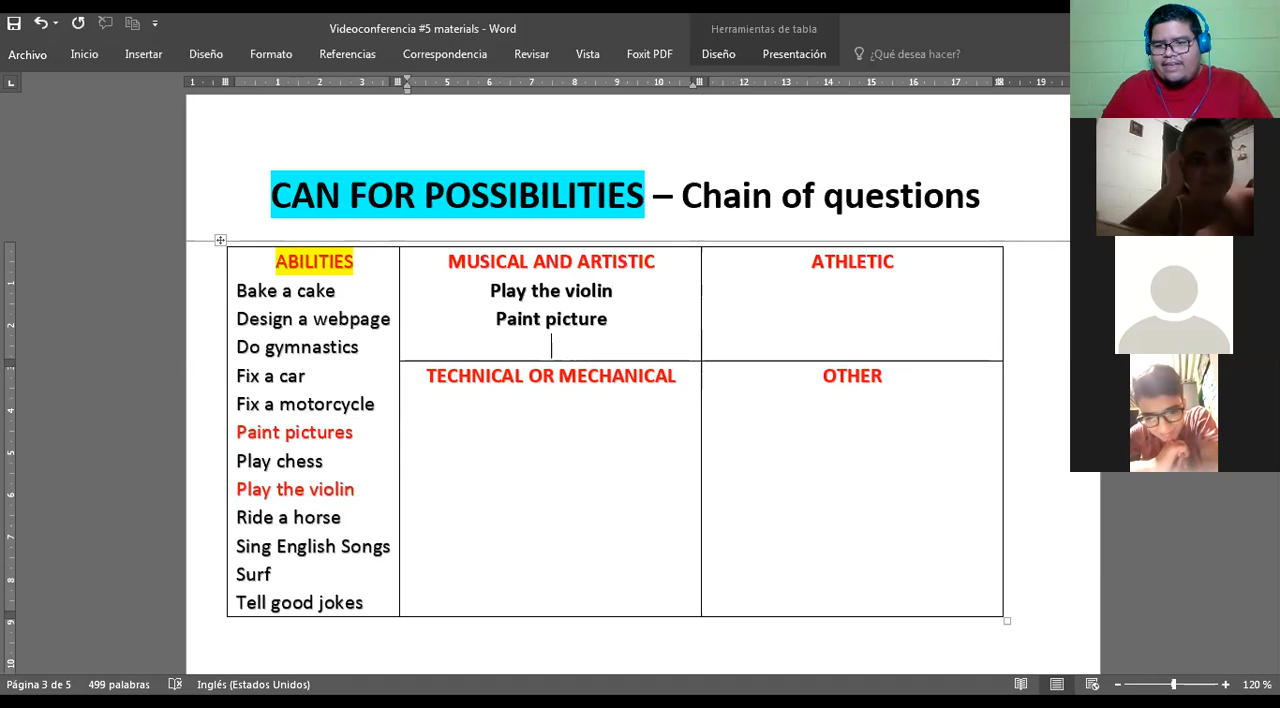 Videoconferencia #5 materials - Word
Herramientas de tabla
Archivo
Inicio
Insertar
Diseño
Formato
Referencias
Correspondencia
Revisar
Vista
Foxit PDF
Diseño
Presentación
¿Qué desea hacer?
CAN FOR POSSIBILITIES – Chain of questions
ABILITIES
Bake a cake
Design a webpage
Do gymnastics
Fix a car
Fix a motorcycle
Paint pictures
Play chess
Play the violin
Ride a horse
Sing English Songs
Surf
Tell good jokes
MUSICAL AND ARTISTIC
Play the violin
Paint picture
ATHLETIC
TECHNICAL OR MECHANICAL
OTHER
Página 3 de 5
499 palabras
Inglés (Estados Unidos)
120 %